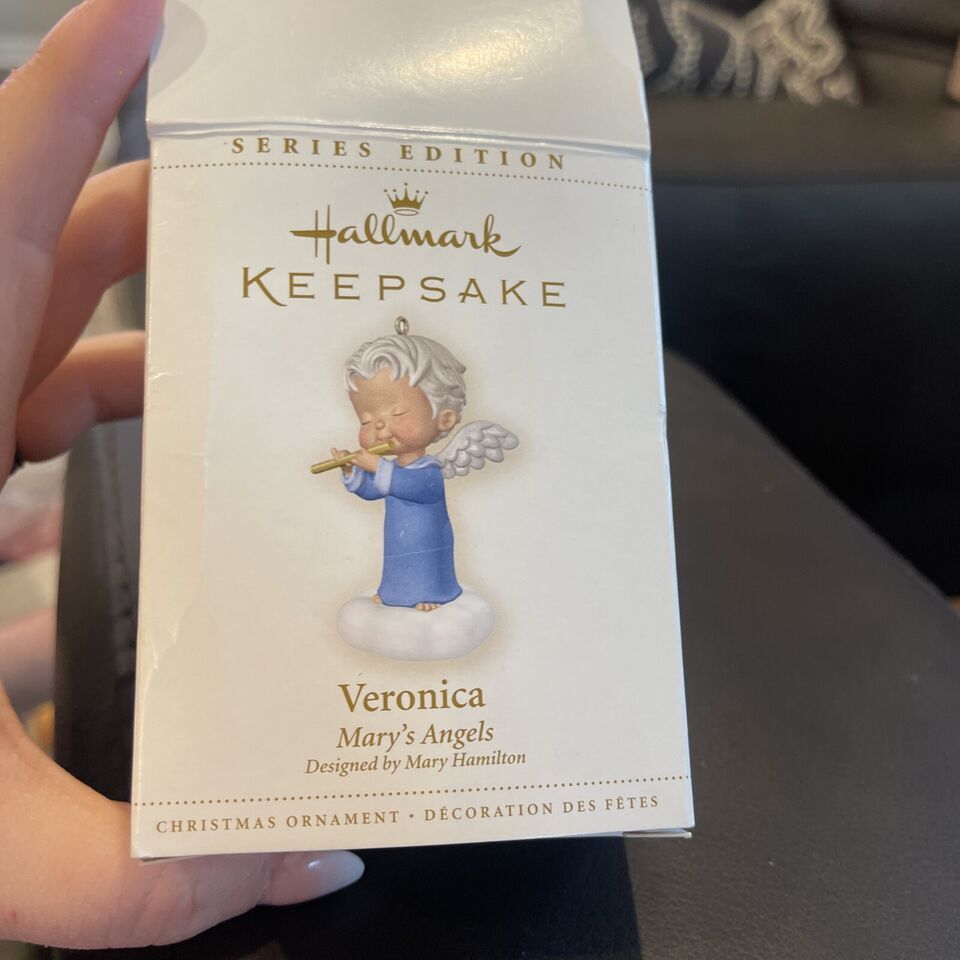 SERIES EDITION
Hallmark
KEEPSAKE
Veronica
Mary's Angels
Designed by Mary Hamilton
CHRISTMAS ORNAMENT • DÉCORATION DES FÊTES